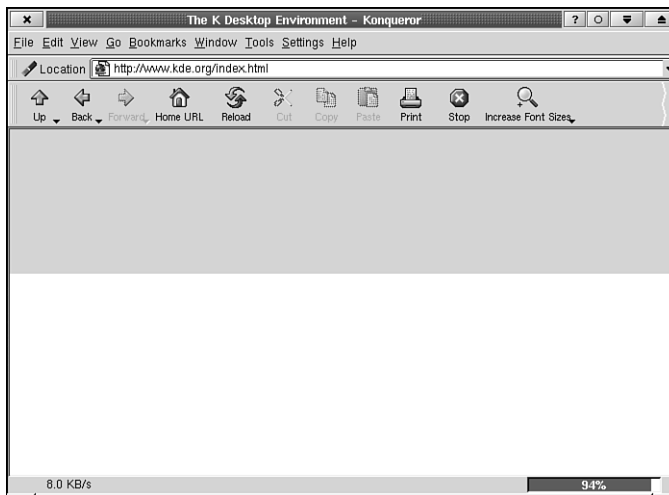 The K Desktop Environment - Konqueror
File Edit View Go Bookmarks Window Tools Settings Help
Location http://www.kde.org/index.html
Up Back Forward Home URL Reload Cut Copy Paste Print Stop Increase Font Sizes
8.0 KB/s 94%